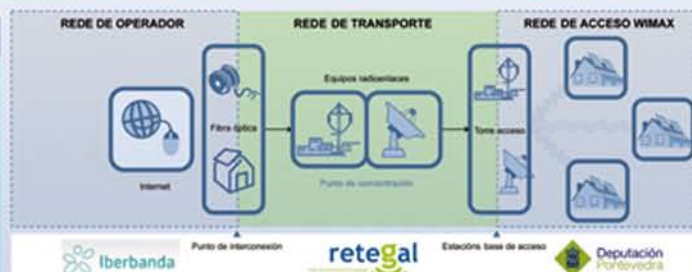 REDE DE OPERADOR
REDE DE TRANSPORTE
REDE DE ACCESO WIMAX
Equipos radioenlaces
Fibra óptica
Torre acceso
Internet
Punto de concentración
Punto de interconexión
Estacións base de acceso
Iberbanda
retegal
Deputación
Pontevedra